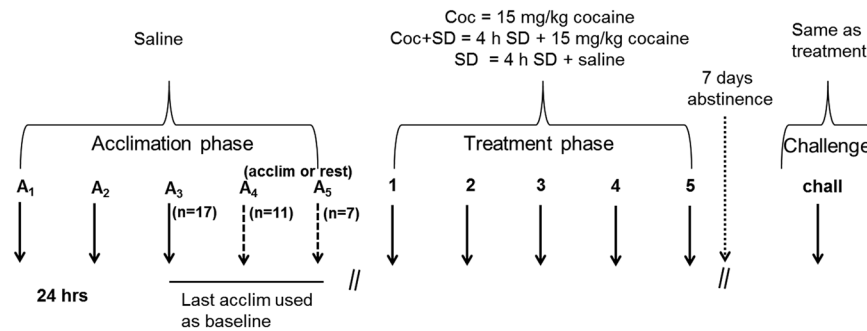 Saline
Coc = 15 mg/kg cocaine
Coc+SD = 4 h SD + 15 mg/kg cocaine
SD = 4 h SD + saline
Same as
treatment
7 days
abstinence
Acclimation phase
Treatment phase
Challenge
(acclim or rest)
A₁ A₂ A₃ A₄ A₅ 1 2 3 4 5 chall
(n=17) (n=11) (n=7)
// //
24 hrs
Last acclim used
as baseline